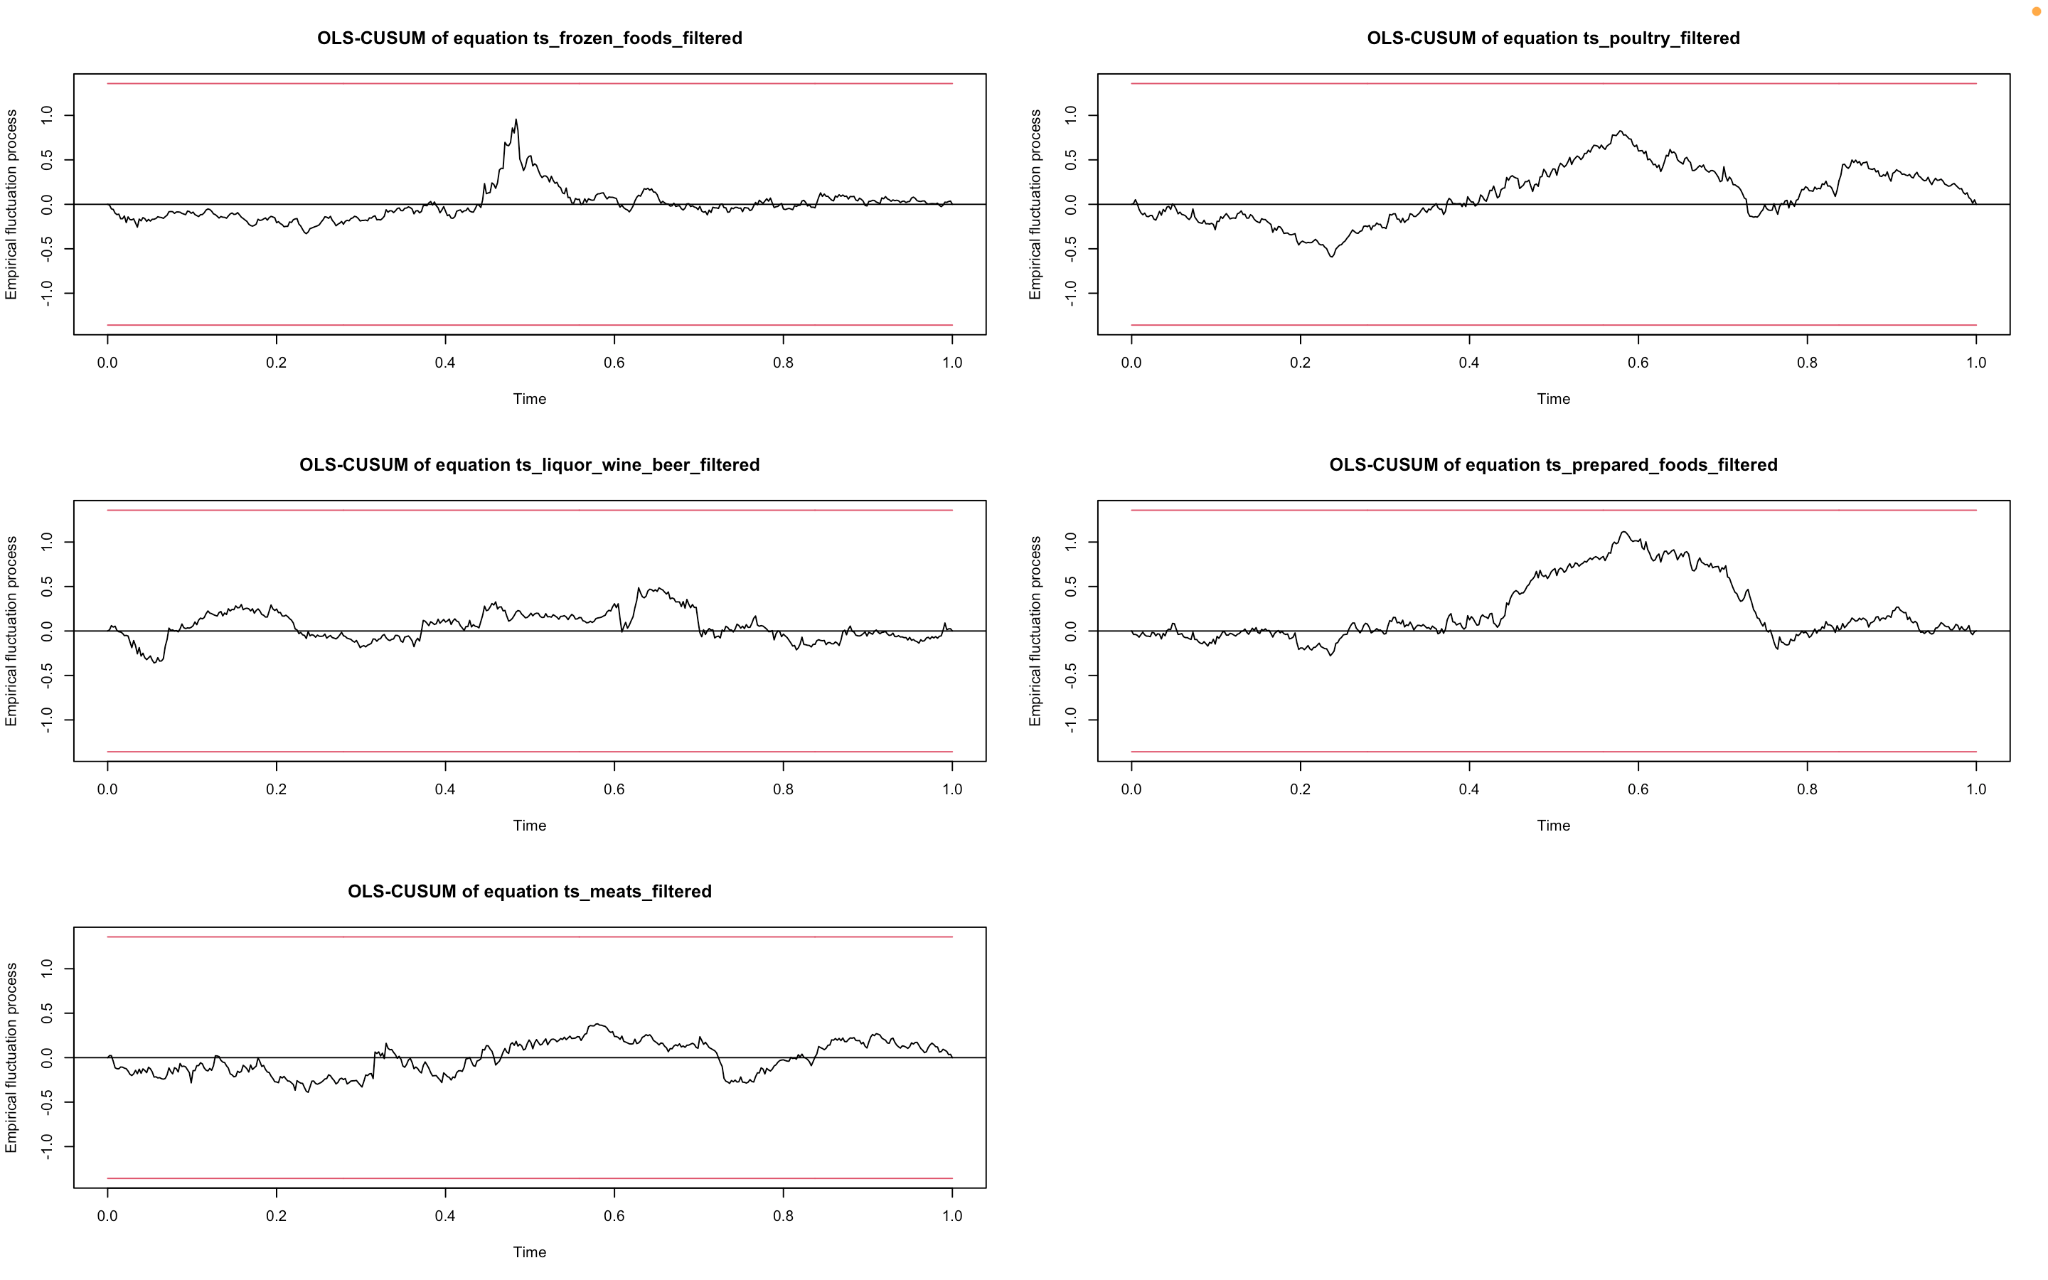 OLS-CUSUM of equation ts_frozen_foods_filtered
Empirical fluctuation process
1.0
0.5
0.0
-0.5
-1.0
0.0 0.2 0.4 0.6 0.8 1.0
Time
OLS-CUSUM of equation ts_poultry_filtered
Empirical fluctuation process
1.0
0.5
0.0
-0.5
-1.0
0.0 0.2 0.4 0.6 0.8 1.0
Time
OLS-CUSUM of equation ts_liquor_wine_beer_filtered
Empirical fluctuation process
1.0
0.5
0.0
-0.5
-1.0
0.0 0.2 0.4 0.6 0.8 1.0
Time
OLS-CUSUM of equation ts_prepared_foods_filtered
Empirical fluctuation process
1.0
0.5
0.0
-0.5
-1.0
0.0 0.2 0.4 0.6 0.8 1.0
Time
OLS-CUSUM of equation ts_meats_filtered
Empirical fluctuation process
1.0
0.5
0.0
-0.5
-1.0
0.0 0.2 0.4 0.6 0.8 1.0
Time